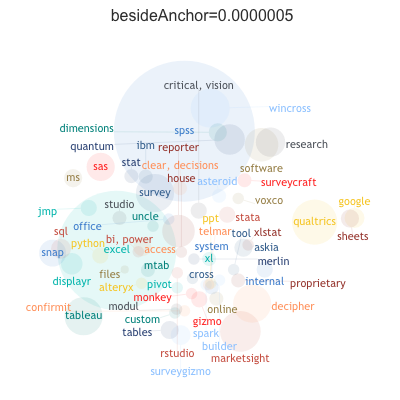 besideAnchor=0.0000005
critical, vision
wincross
dimensions
spss
quantum
ibm
reporter
research
sas
stat
clear, decisions
software
ms
house
asteroid
surveycraft
survey
voxco
google
jmp
studio
uncle
ppt
stata
qualtrics
office
telmar
sql
bi, power
tool
xlstat
sheets
python
snap
excel
access
system
askia
xl
merlin
mtab
files
cross
displayr
alteryx
pivot
internal
proprietary
monkey
confirmit
modul
online
decipher
tableau
custom
gizmo
tables
spark
builder
rstudio
marketsight
surveygizmo